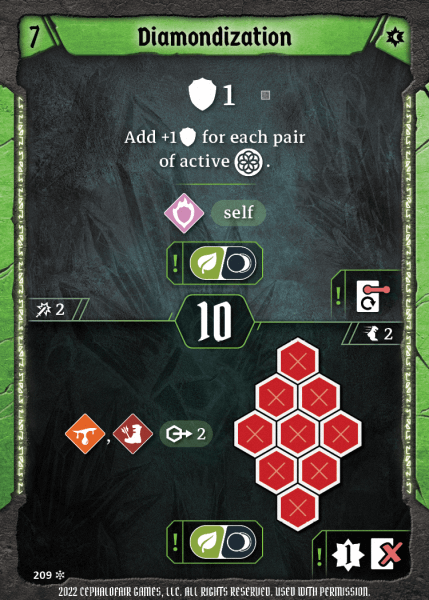 7 Diamondization
1
Add +1 for each pair
of active .
self
!
!
2
10
2
, 2
!
! 1
209
2022 CEPHALOFAIR GAMES, LLC. ALL RIGHTS RESERVED. USED WITH PERMISSION.